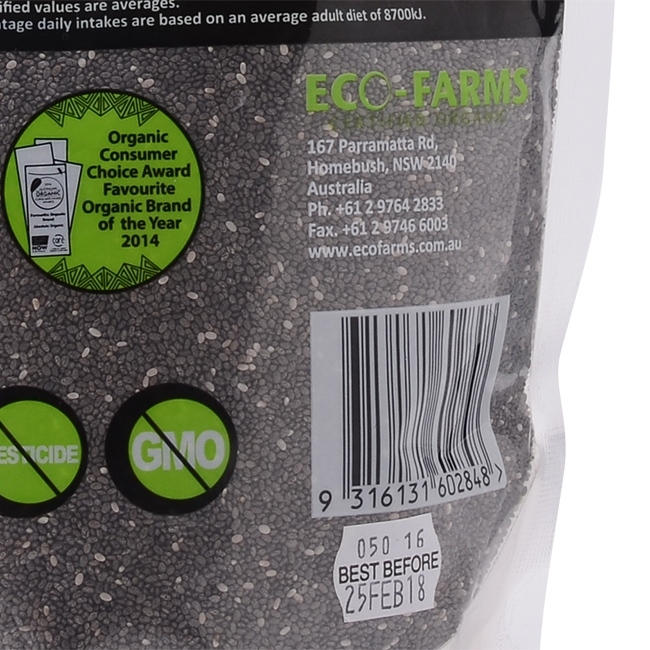 ified values are averages.
tage daily intakes are based on an average adult diet of 8700kJ.
ECO-FARMS
167 Parramatta Rd,
Homebush, NSW 2140
Australia
Ph. +61 2 9764 2833
Fax. +61 2 9746 6003
www.ecofarms.com.au
Organic
Consumer
Choice Award
Favourite
Organic Brand
of the Year
2014
ORGANIC
ESTICIDE
GMO
9 316131 602848 >
050 16
BEST BEFORE
25FEB18